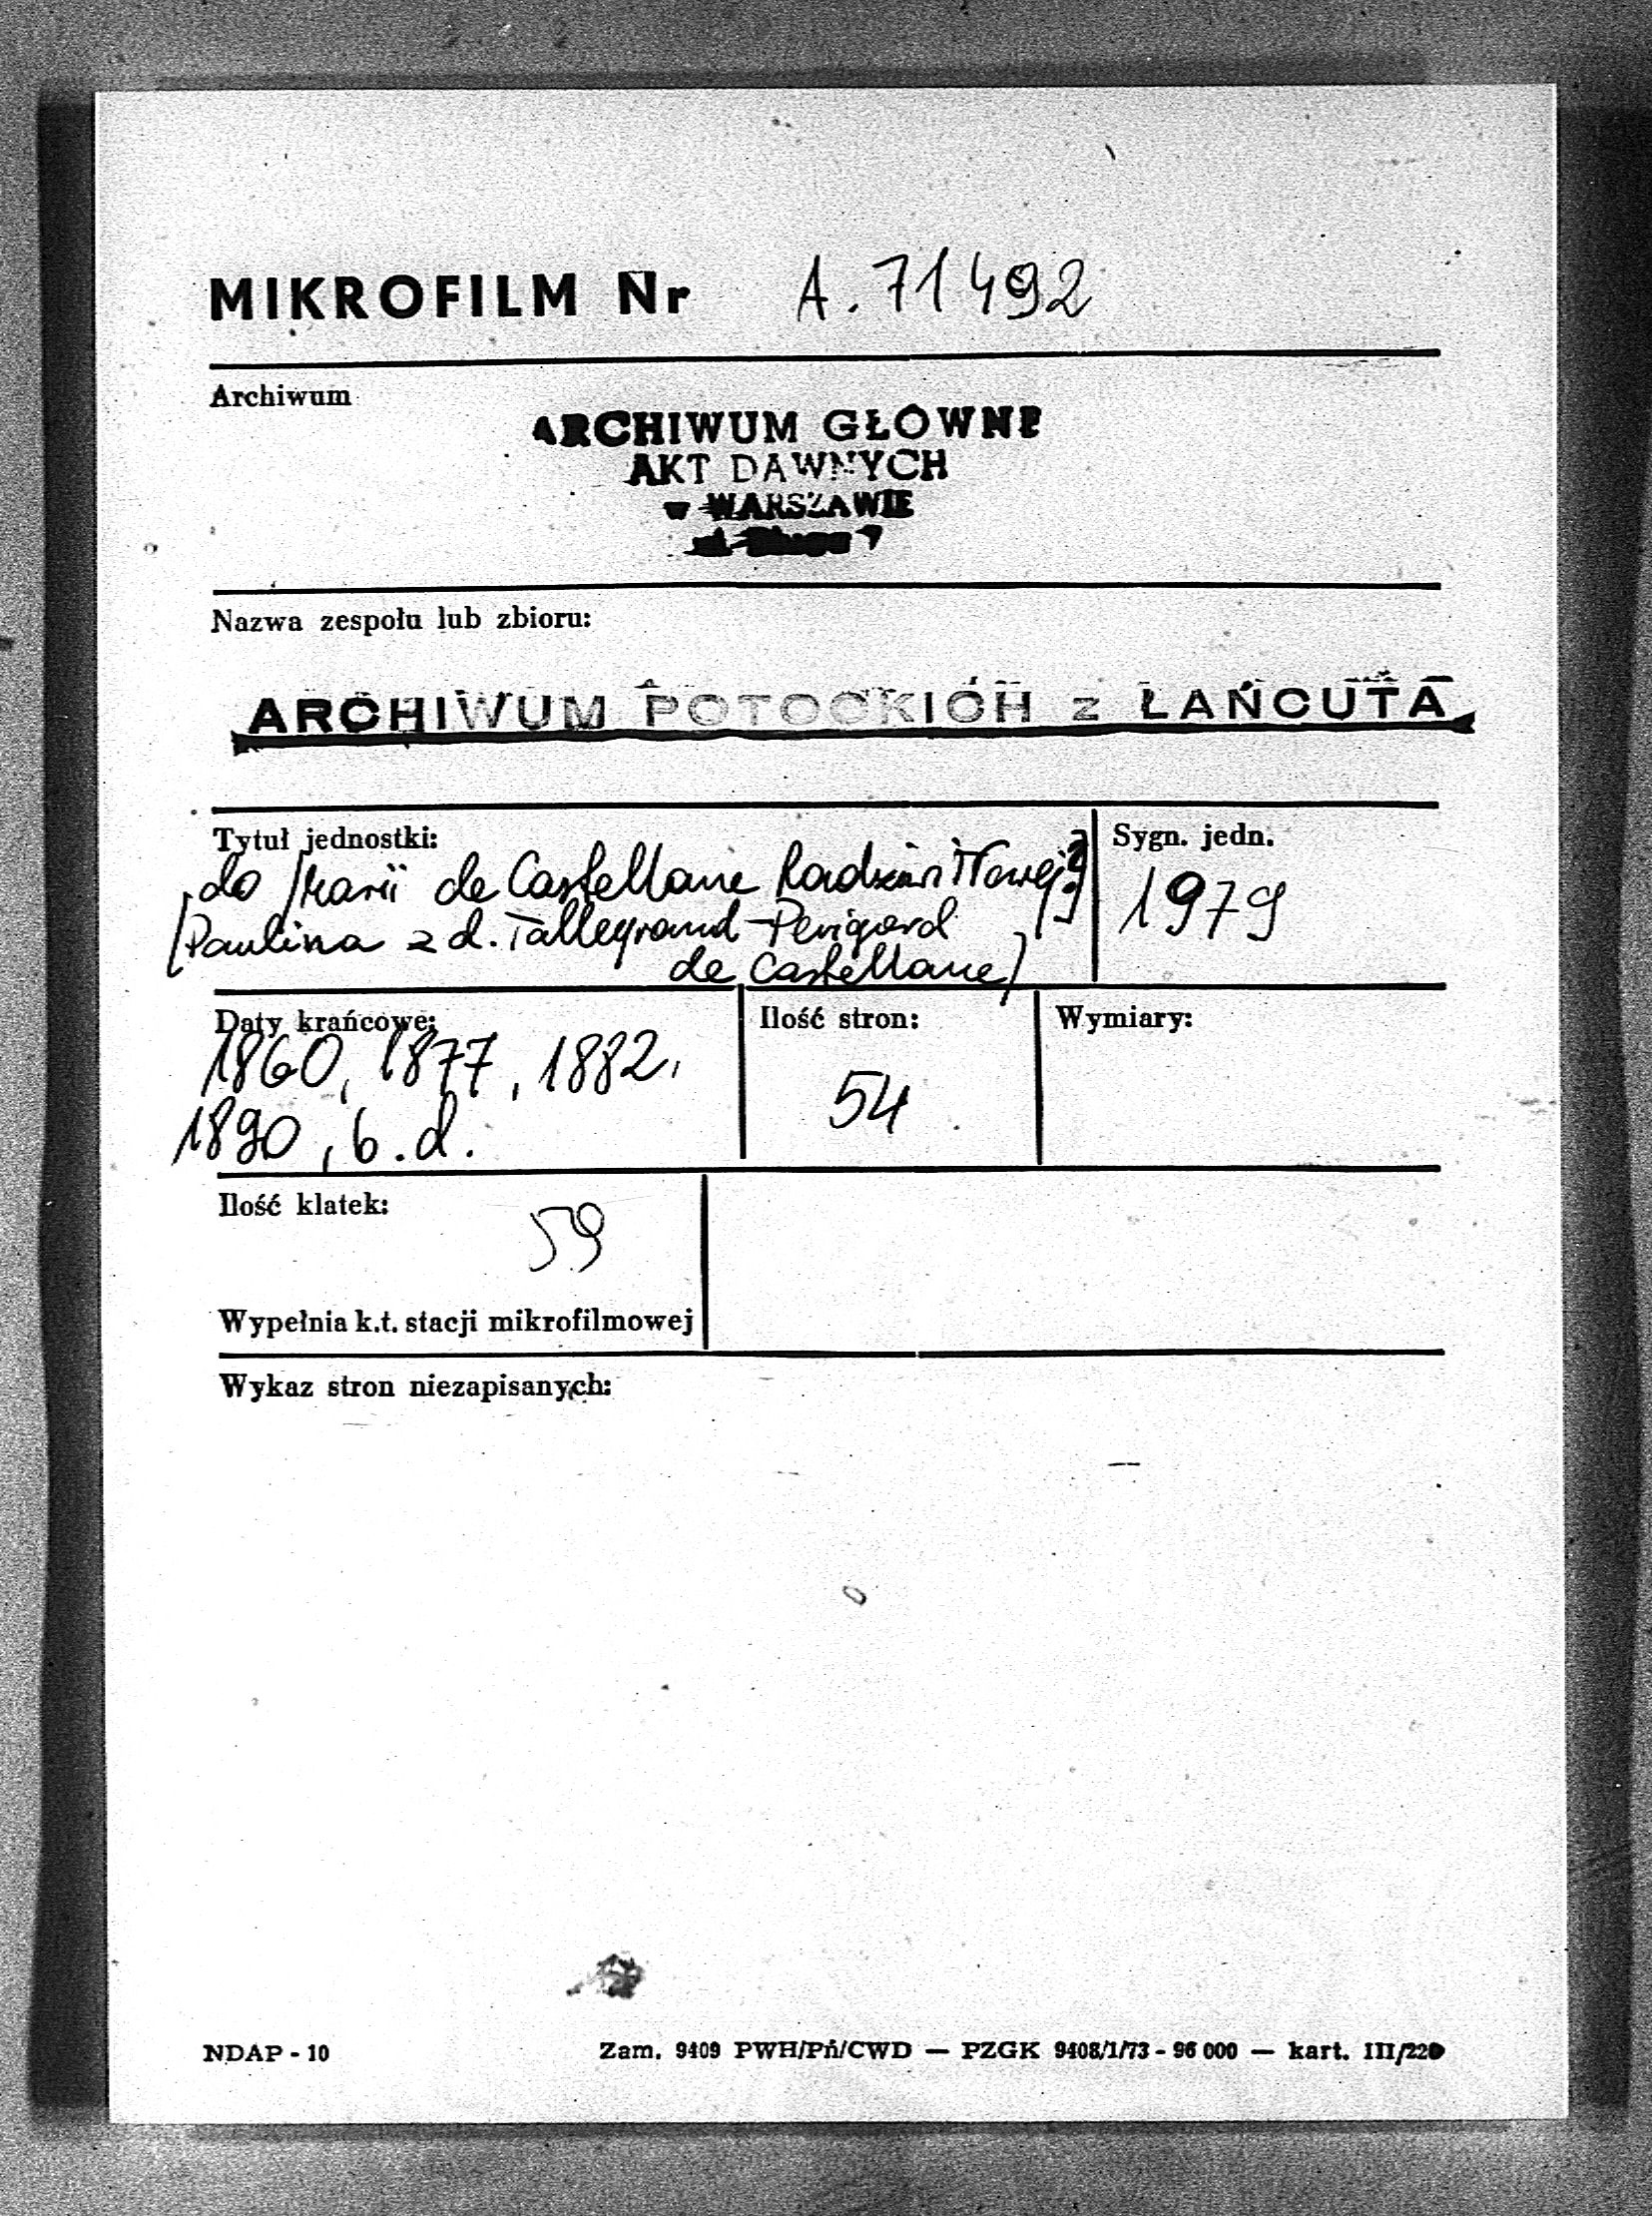 MIKROFILM Nr A.71492
Archiwum
ARCHIWUM GŁÓWNE
AKT DAWNYCH
w WARSZAWIE
7
Nazwa zespołu lub zbioru:
ARCHIWUM POTOCKICH z ŁAŃCUTA
Tytuł jednostki:
Sygn. jedn.
do Marii de Castellane Radziwiłłowej
[Paulina z d. Talleyrand-Perigord
de Castellane]
1979
Daty krańcowe:
Ilość stron:
Wymiary:
1860, 1877, 1882,
1890, b.d.
54
Ilość klatek:
59
Wypełnia k.t. stacji mikrofilmowej
Wykaz stron niezapisanych:
NDAP - 10
Zam. 9409 PWH/Pń/CWD — PZGK 9408/1/73 - 96 000 — kart. III/220